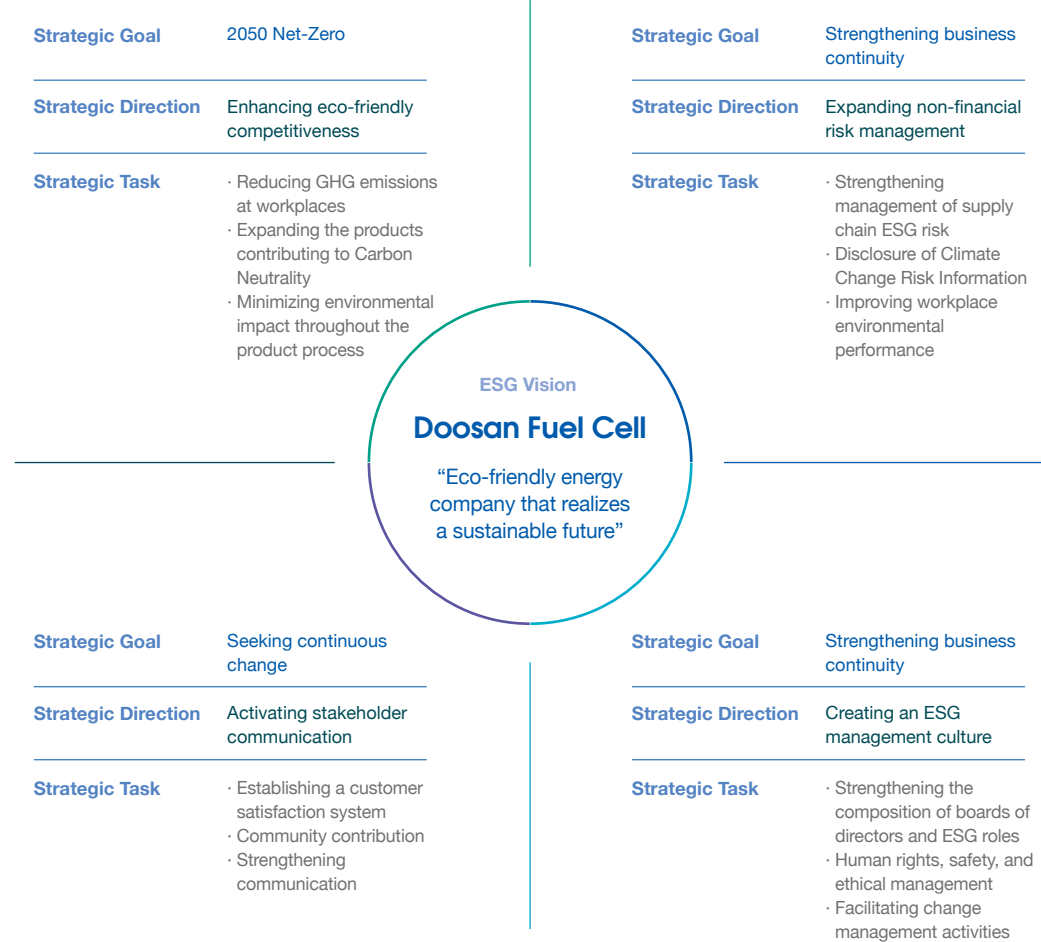 Strategic Goal
2050 Net-Zero
Strategic Direction
Enhancing eco-friendly
competitiveness
Strategic Task
· Reducing GHG emissions
at workplaces
· Expanding the products
contributing to Carbon
Neutrality
· Minimizing environmental
impact throughout the
product process
Strategic Goal
Strengthening business
continuity
Strategic Direction
Expanding non-financial
risk management
Strategic Task
· Strengthening
management of supply
chain ESG risk
· Disclosure of Climate
Change Risk Information
· Improving workplace
environmental
performance
ESG Vision
Doosan Fuel Cell
“Eco-friendly energy
company that realizes
a sustainable future”
Strategic Goal
Seeking continuous
change
Strategic Direction
Activating stakeholder
communication
Strategic Task
· Establishing a customer
satisfaction system
· Community contribution
· Strengthening
communication
Strategic Goal
Strengthening business
continuity
Strategic Direction
Creating an ESG
management culture
Strategic Task
· Strengthening the
composition of boards of
directors and ESG roles
· Human rights, safety, and
ethical management
· Facilitating change
management activities